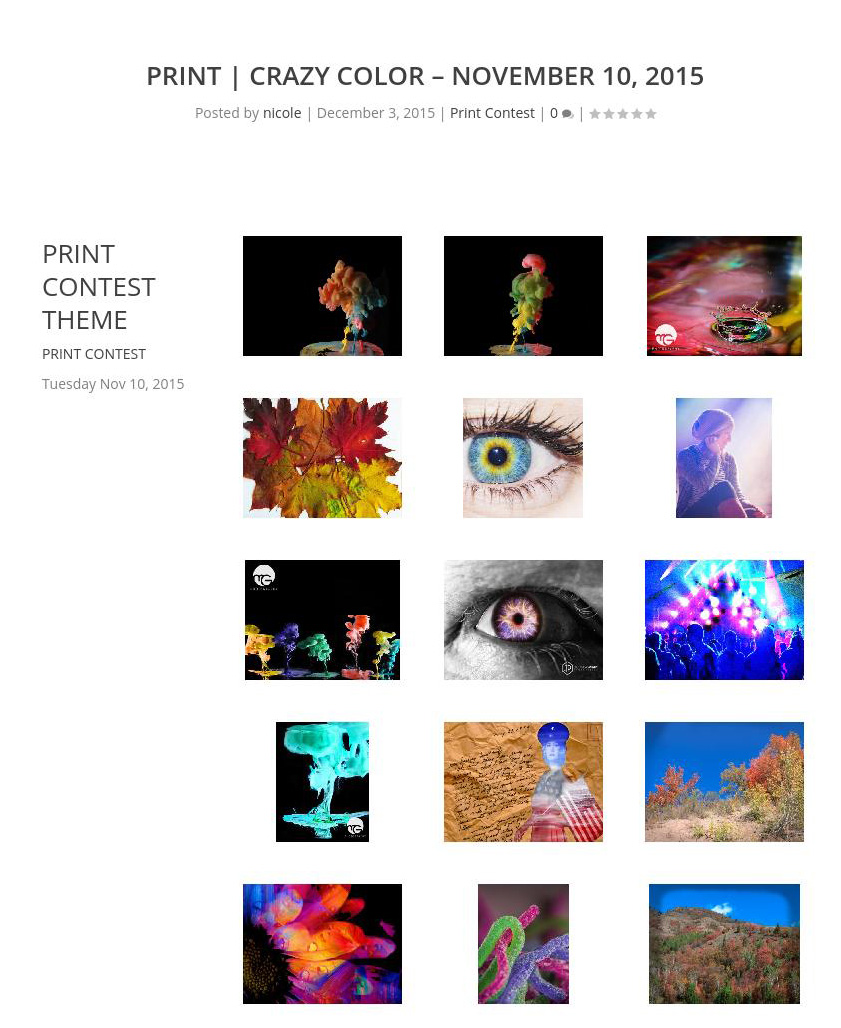 PRINT | CRAZY COLOR – NOVEMBER 10, 2015
Posted by nicole | December 3, 2015 | Print Contest | 0 |
PRINT
CONTEST
THEME
PRINT CONTEST
Tuesday Nov 10, 2015